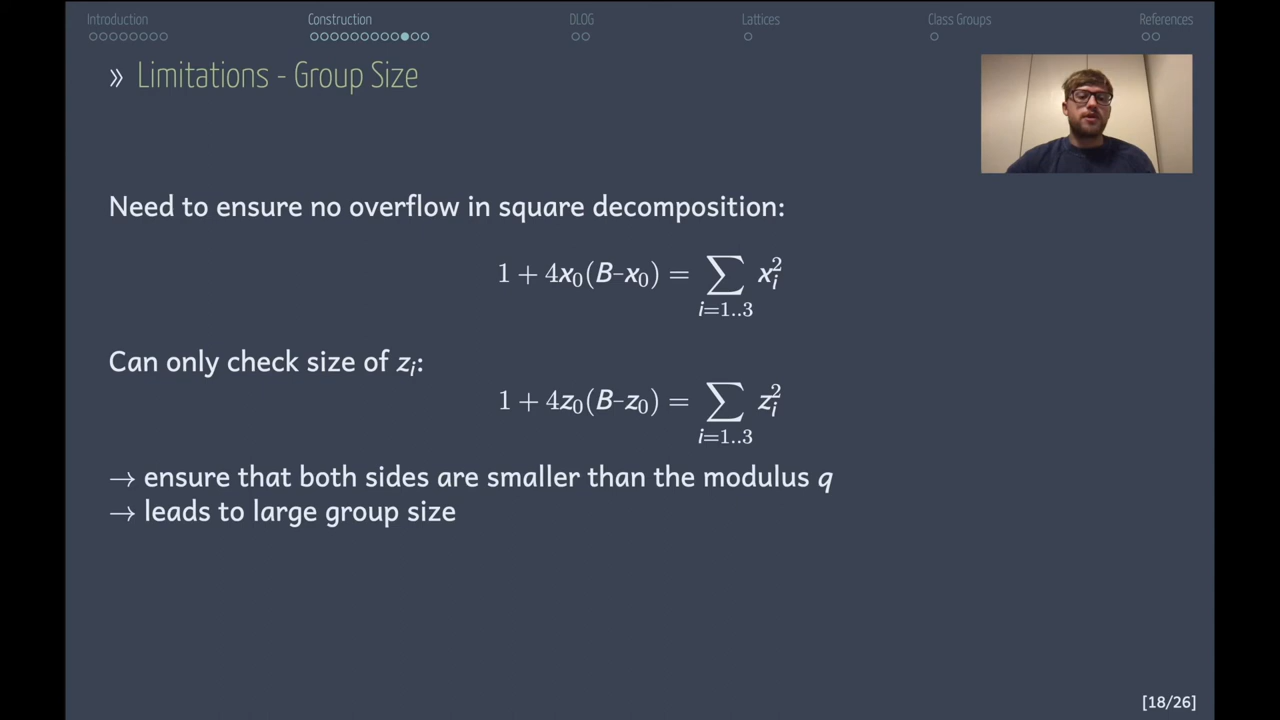 Introduction Construction DLOG Lattices Class Groups References
» Limitations - Group Size
Need to ensure no overflow in square decomposition:
1 + 4x₀(B–x₀) = ∑ xᵢ²
i=1..3
Can only check size of zᵢ:
1 + 4z₀(B–z₀) = ∑ zᵢ²
i=1..3
→ ensure that both sides are smaller than the modulus q
→ leads to large group size
[18/26]